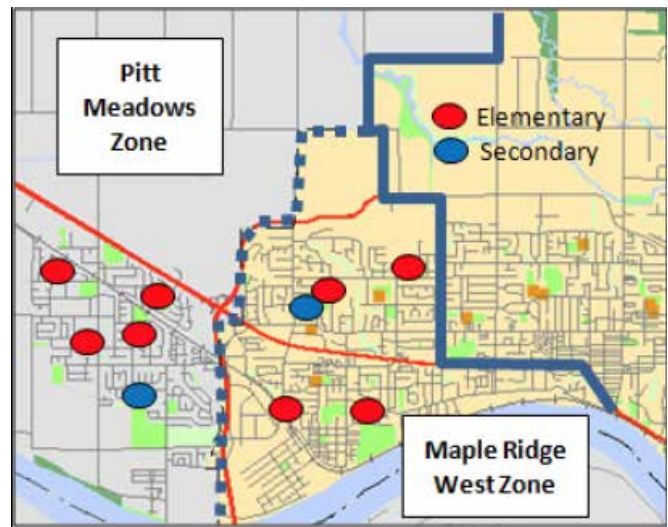 Pitt
Meadows
Zone
Elementary
Secondary
Maple Ridge
West Zone